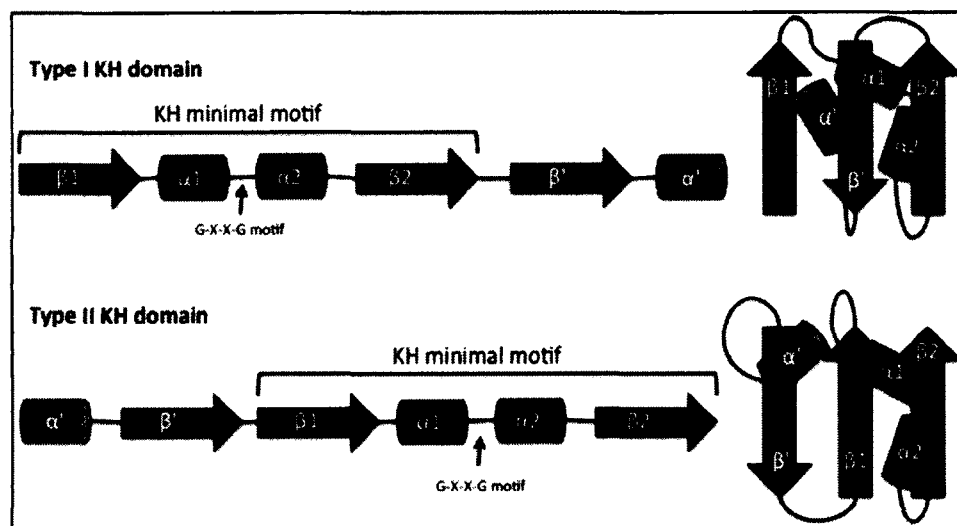 Type I KH domain
KH minimal motif
β1 α1 α2 β2 β' α'
G-X-X-G motif
β1 α' β' α1 β2 α2
Type II KH domain
KH minimal motif
α' β' β1 α1 α2 β2
G-X-X-G motif
α' β' β1 α1 β2 α2